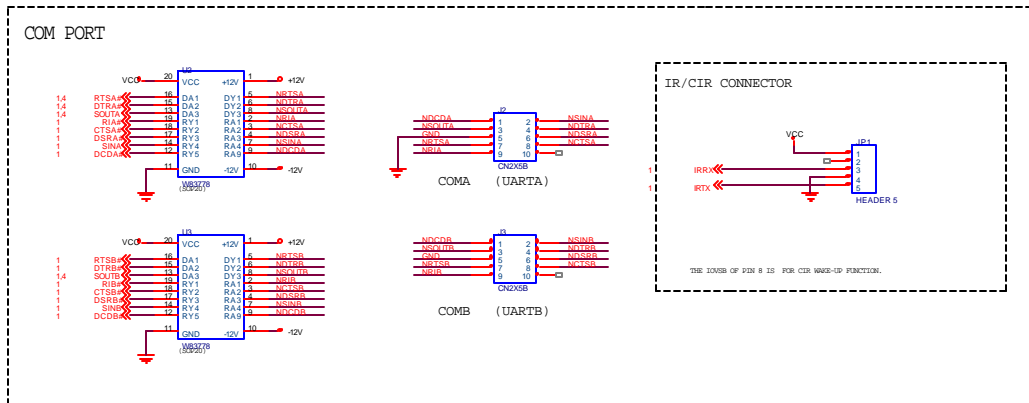 COM PORT
U2
VCC 20 VCC +12V 1 +12V
1,4 RTSA# 16 DA1 DY1 5 NRTSA
1,4 DTRA# 15 DA2 DY2 6 NDTRA
1,4 SOUTA 13 DA3 DY3 8 NSOUTA
1 RIA# 19 RY1 RA1 2 NRIA
1 CTSA# 18 RY2 RA2 3 NCTSA
1 DSRA# 17 RY3 RA3 4 NDSRA
1 SINA 14 RY4 RA4 7 NSINA
1 DCDA# 12 RY5 RA9 9 NDCDA
11 GND -12V 10 -12V
W83778
(SOP20)
J2
NDCDA 1 2 NSINA
NSOUTA 3 4 NDTRA
GND 5 6 NDSRA
NRTSA 7 8 NCTSA
NRIA 9 10
CN2X5B
COMA (UARTA)
IR/CIR CONNECTOR
VCC
JP1
1
2
1 IRRX 3
4
1 IRTX 5
HEADER 5
THE IOVSB OF PIN 8 IS FOR CIR WAKE-UP FUNCTION.
U3
VCC 20 VCC +12V 1 +12V
1 RTSB# 16 DA1 DY1 5 NRTSB
1 DTRB# 15 DA2 DY2 6 NDTRB
1,4 SOUTB 13 DA3 DY3 8 NSOUTB
1 RIB# 19 RY1 RA1 2 NRIB
1 CTSB# 18 RY2 RA2 3 NCTSB
1 DSRB# 17 RY3 RA3 4 NDSRB
1 SINB 14 RY4 RA4 7 NSINB
1 DCDB# 12 RY5 RA9 9 NDCDB
11 GND -12V 10 -12V
W83778
(SOP20)
J3
NDCDB 1 2 NSINB
NSOUTB 3 4 NDTRB
GND 5 6 NDSRB
NRTSB 7 8 NCTSB
NRIB 9 10
CN2X5B
COMB (UARTB)